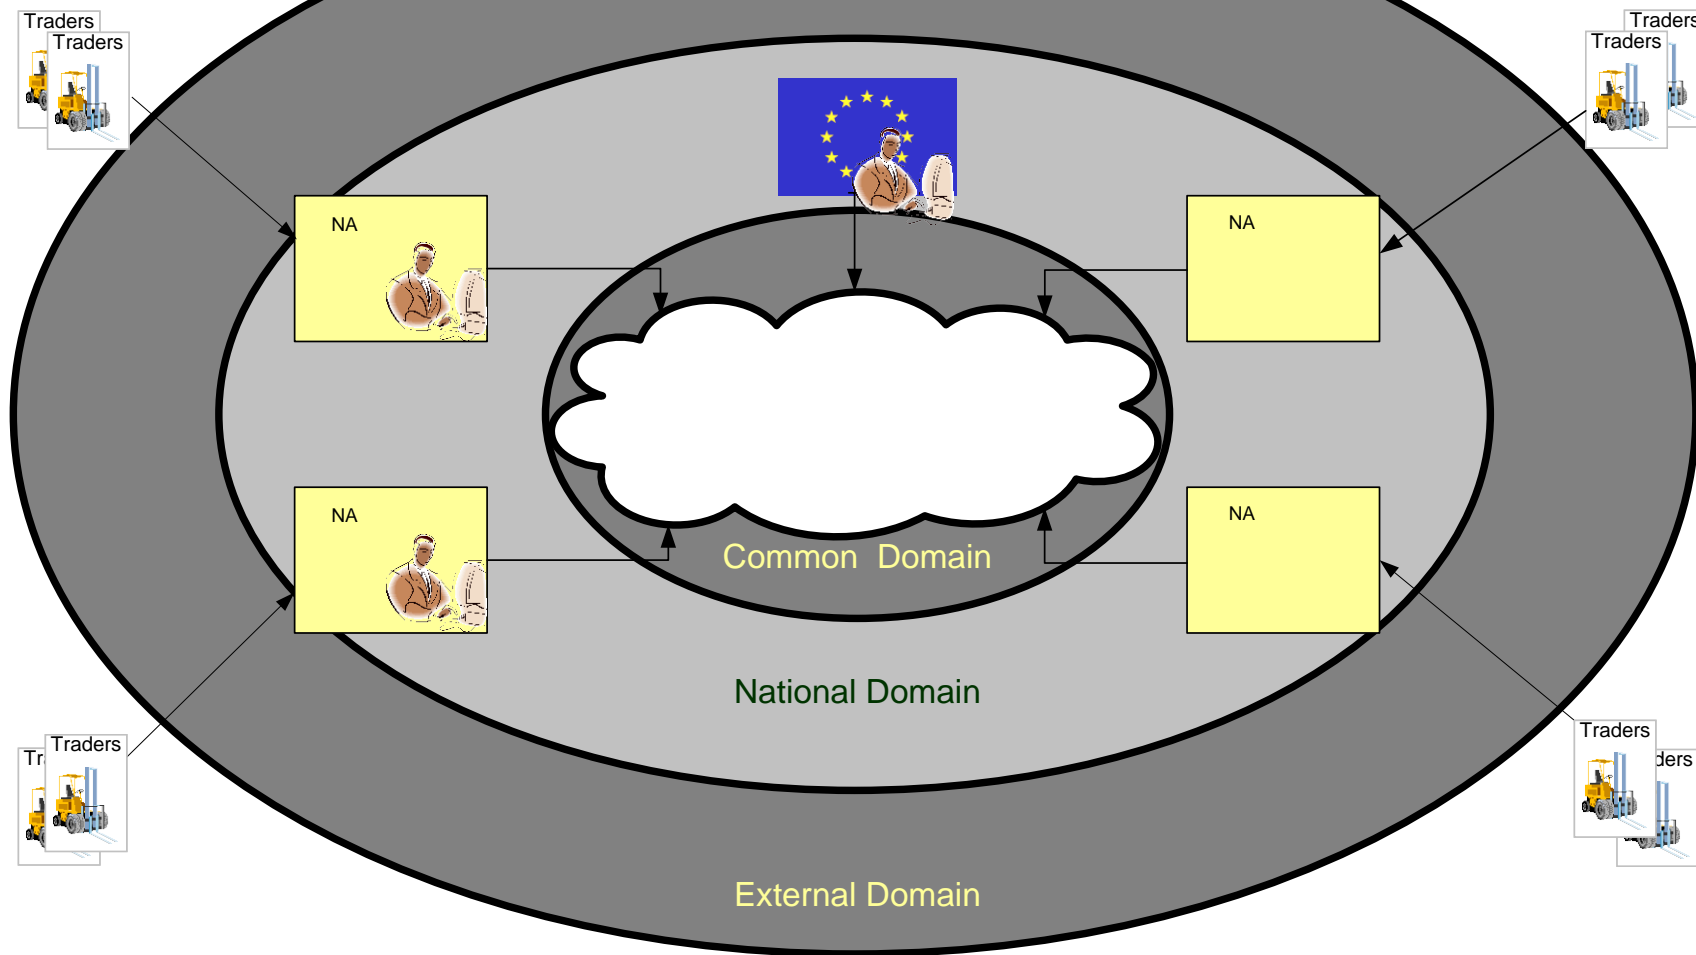 Traders
Traders
Traders
Traders
NA
NA
NA
NA
Common  Domain
National Domain
Traders
Traders
External Domain